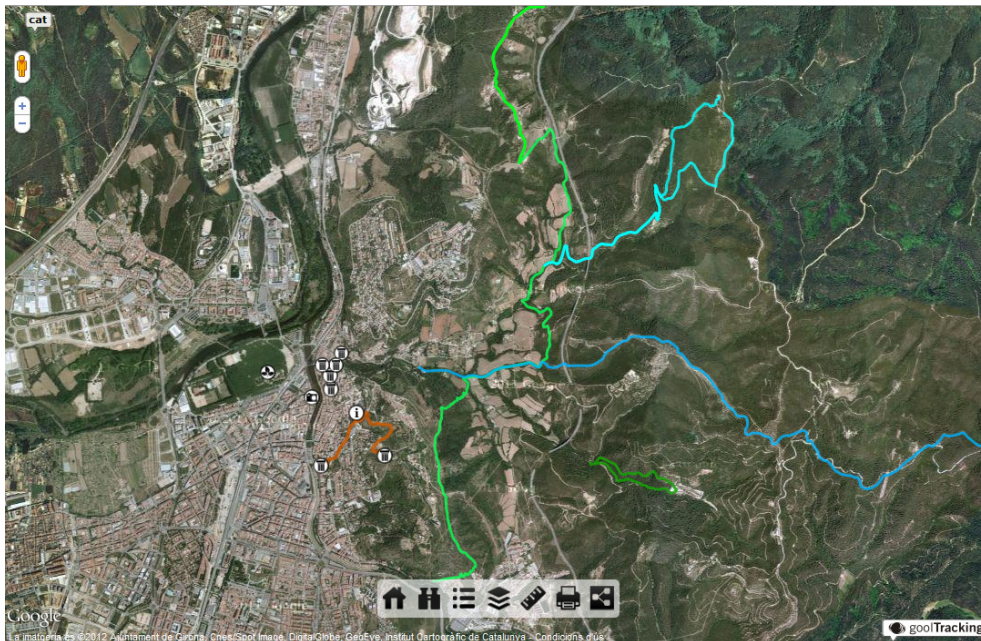 cat
+
−
i
Google
La imatgeria és ©2012 Ajuntament de Girona, Cnes/Spot Image, DigitalGlobe, GeoEye, Institut Cartogràfic de Catalunya - Condicions d'ús
goolTracking